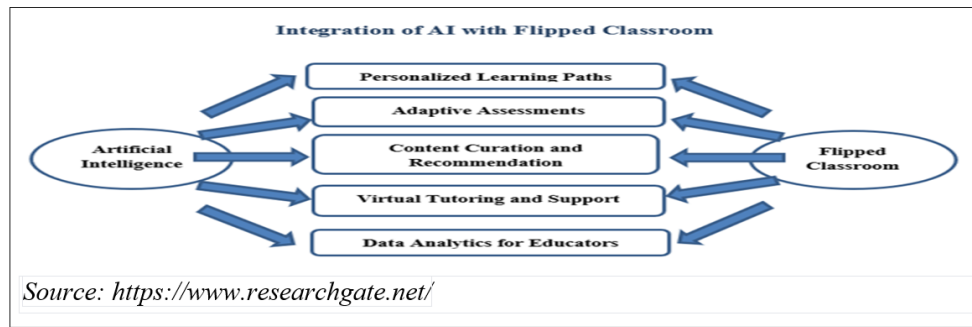 Integration of AI with Flipped Classroom
Personalized Learning Paths
Adaptive Assessments
Artificial
Intelligence
Content Curation and
Recommendation
Flipped
Classroom
Virtual Tutoring and Support
Data Analytics for Educators
Source: https://www.researchgate.net/